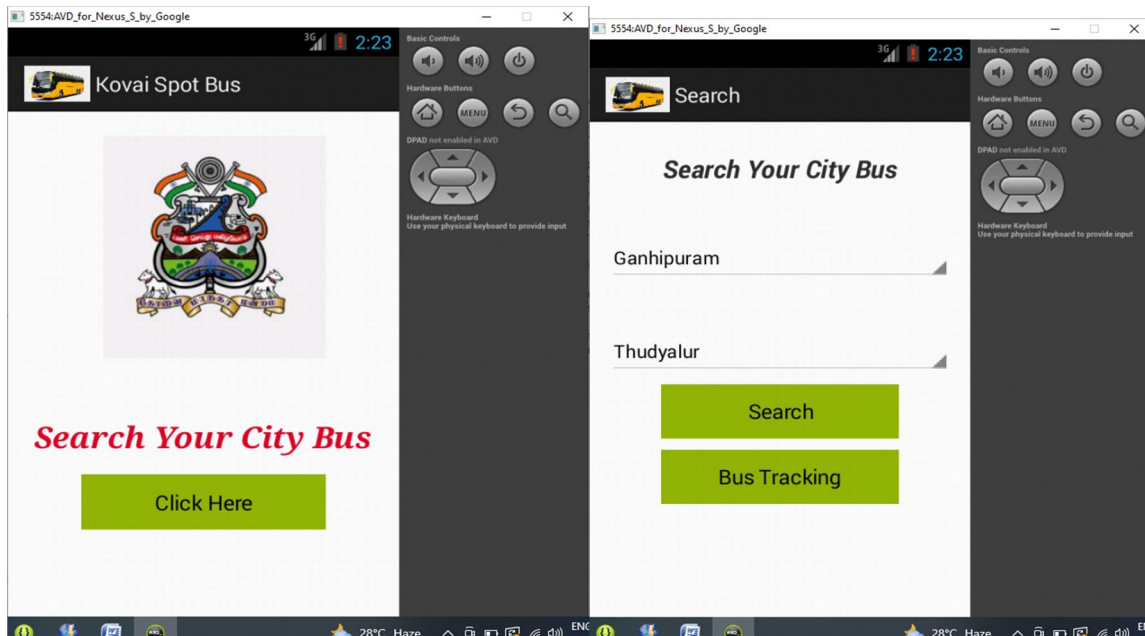 5554:AVD_for_Nexus_S_by_Google
3G 2:23
Kovai Spot Bus
Search Your City Bus
Click Here
Basic Controls
Hardware Buttons
MENU
DPAD not enabled in AVD
Hardware Keyboard
Use your physical keyboard to provide input
28°C Haze
ENG
5554:AVD_for_Nexus_S_by_Google
3G 2:23
Search
Search Your City Bus
Ganhipuram
Thudyalur
Search
Bus Tracking
Basic Controls
Hardware Buttons
MENU
DPAD not enabled in AVD
Hardware Keyboard
Use your physical keyboard to provide input
28°C Haze